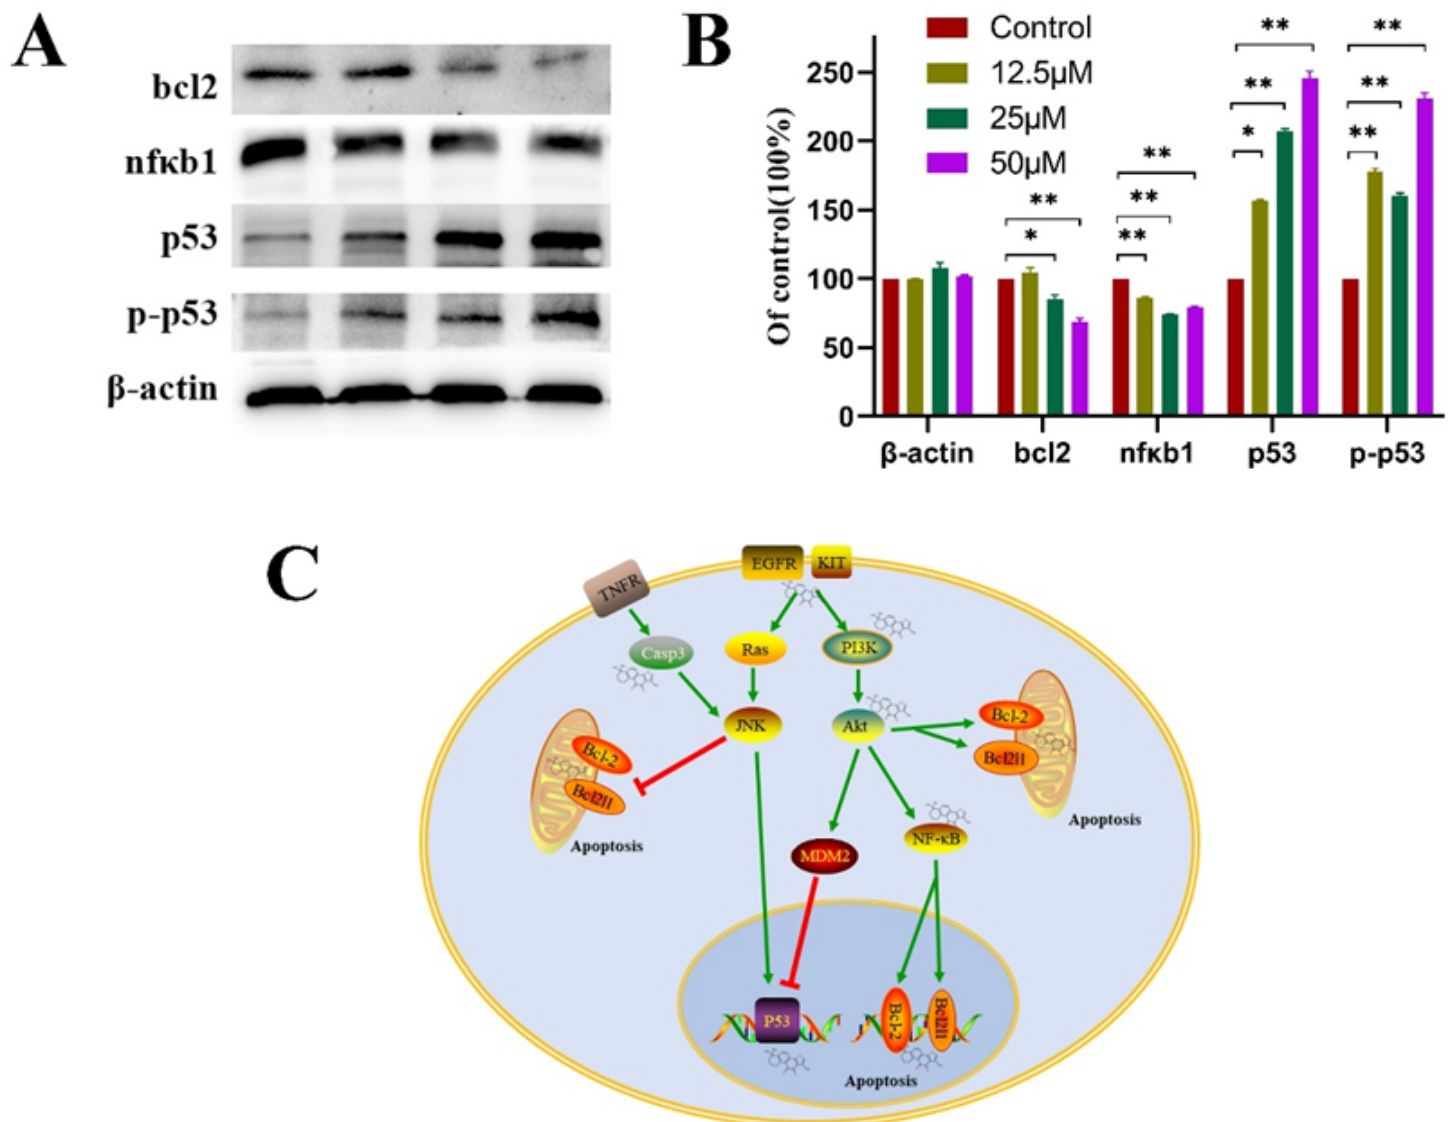 A
bcl2
nfκb1
p53
p-p53
β-actin
B
Control
12.5μM
25μM
50μM
Of control(100%)
250
200
150
100
50
0
**
*
**
**
**
*
**
**
**
**
**
β-actin
bcl2
nfκb1
p53
p-p53
C
TNFR
EGFR
KIT
Casp3
Ras
PI3K
JNK
Akt
Bcl-2
Bcl2l1
Apoptosis
Bcl-2
Bcl2l1
Apoptosis
MDM2
NF-κB
P53
Bcl-2
Bcl2l1
Apoptosis